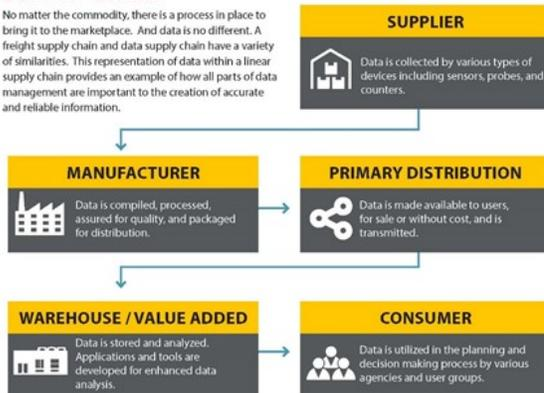 No matter the commodity, there is a process in place to
bring it to the marketplace. And data is no different. A
freight supply chain and data supply chain have a variety
of similarities. This representation of data within a linear
supply chain provides an example of how all parts of data
management are important to the creation of accurate
and reliable information.
SUPPLIER
Data is collected by various types of
devices including sensors, probes, and
counters.
MANUFACTURER
Data is compiled, processed,
assured for quality, and packaged
for distribution.
PRIMARY DISTRIBUTION
Data is made available to users,
for sale or without cost, and is
transmitted.
WAREHOUSE / VALUE ADDED
Data is stored and analyzed.
Applications and tools are
developed for enhanced data
analysis.
CONSUMER
Data is utilized in the planning and
decision making process by various
agencies and user groups.